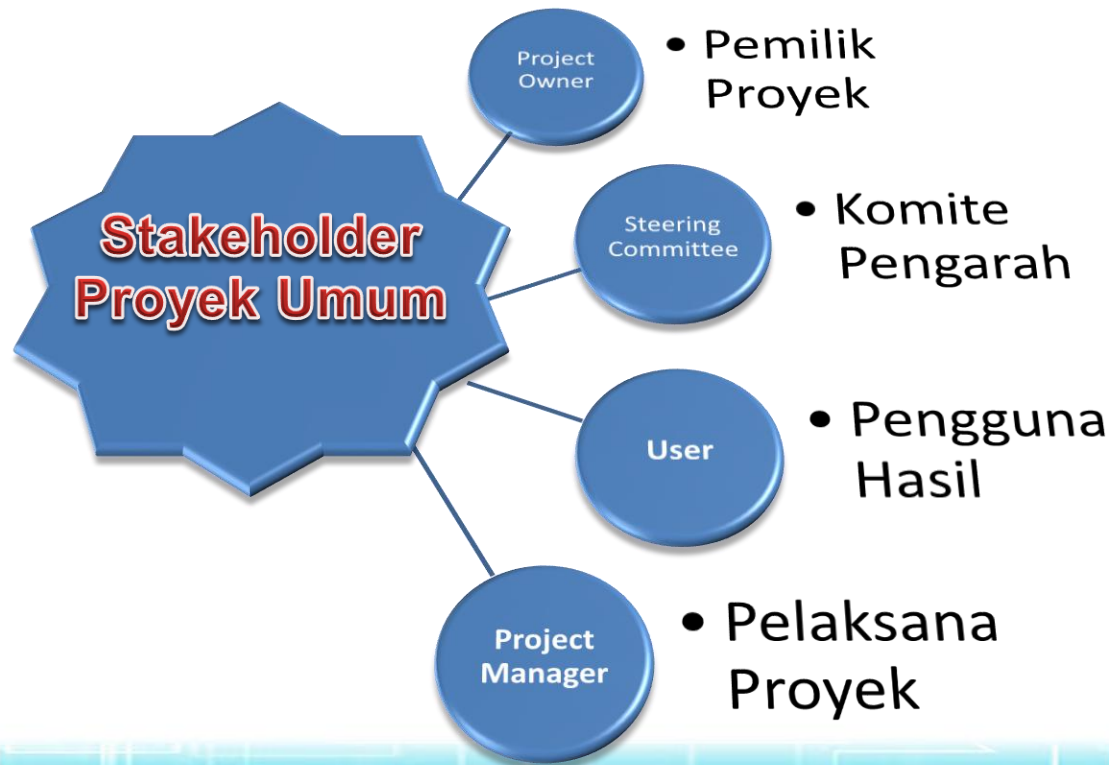 Project
Owner
• Pemilik
Proyek
Stakeholder
Proyek Umum
Steering
Committee
• Komite
Pengarah
User
• Pengguna
Hasil
Project
Manager
• Pelaksana
Proyek